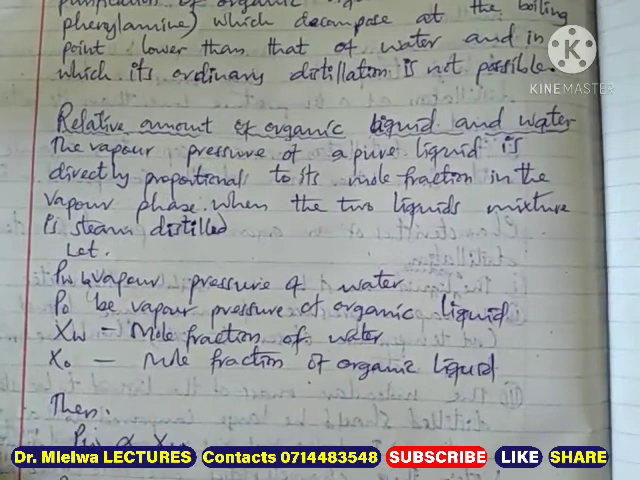 purification of organic
phenylamine) which decompose at the boiling
point lower than that of water and in
which its ordinary distillation is not possible.
KINEMASTER
Relative amount of organic liquid and water
The vapour pressure of a pure liquid is
directly proportional to its mole fraction in the
vapour phase when the two liquids mixture
is steam distilled
Let.
Pw vapour pressure of water
Po be vapour pressure of organic liquid
Xw - Mole fraction of water
Xo - Mole fraction of organic liquid
Then.
Pw α Xw
Dr. Mlelwa LECTURES Contacts 0714483548 SUBSCRIBE LIKE SHARE